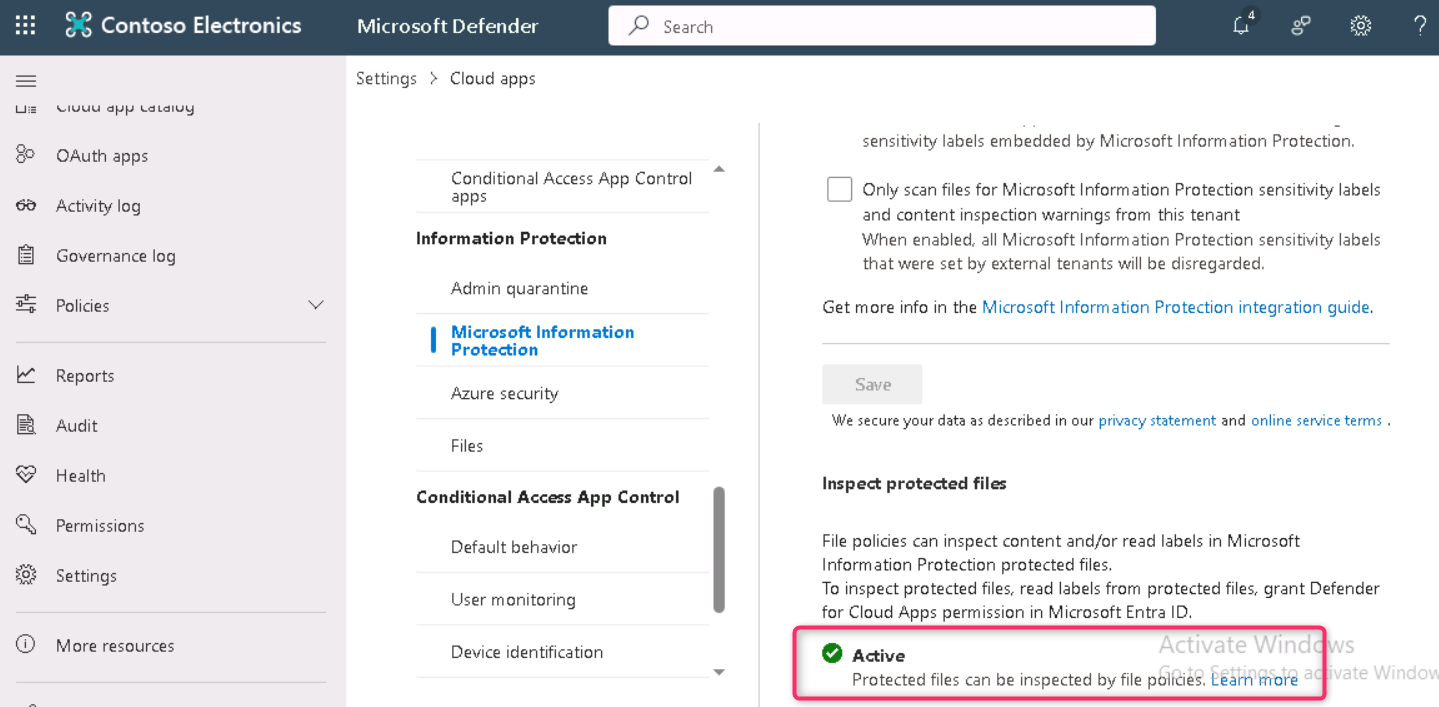 Contoso Electronics
Microsoft Defender
Search
4
?
Settings > Cloud apps
Cloud app catalog
OAuth apps
Activity log
Governance log
Policies
Reports
Audit
Health
Permissions
Settings
More resources
Conditional Access App Control
apps
Information Protection
Admin quarantine
Microsoft Information
Protection
Azure security
Files
Conditional Access App Control
Default behavior
User monitoring
Device identification
sensitivity labels embedded by Microsoft Information Protection.
Only scan files for Microsoft Information Protection sensitivity labels
and content inspection warnings from this tenant
When enabled, all Microsoft Information Protection sensitivity labels
that were set by external tenants will be disregarded.
Get more info in the Microsoft Information Protection integration guide.
Save
We secure your data as described in our privacy statement and online service terms .
Inspect protected files
File policies can inspect content and/or read labels in Microsoft
Information Protection protected files.
To inspect protected files, read labels from protected files, grant Defender
for Cloud Apps permission in Microsoft Entra ID.
Active
Protected files can be inspected by file policies. Learn more
Activate Windows
Go to Settings to activate Window